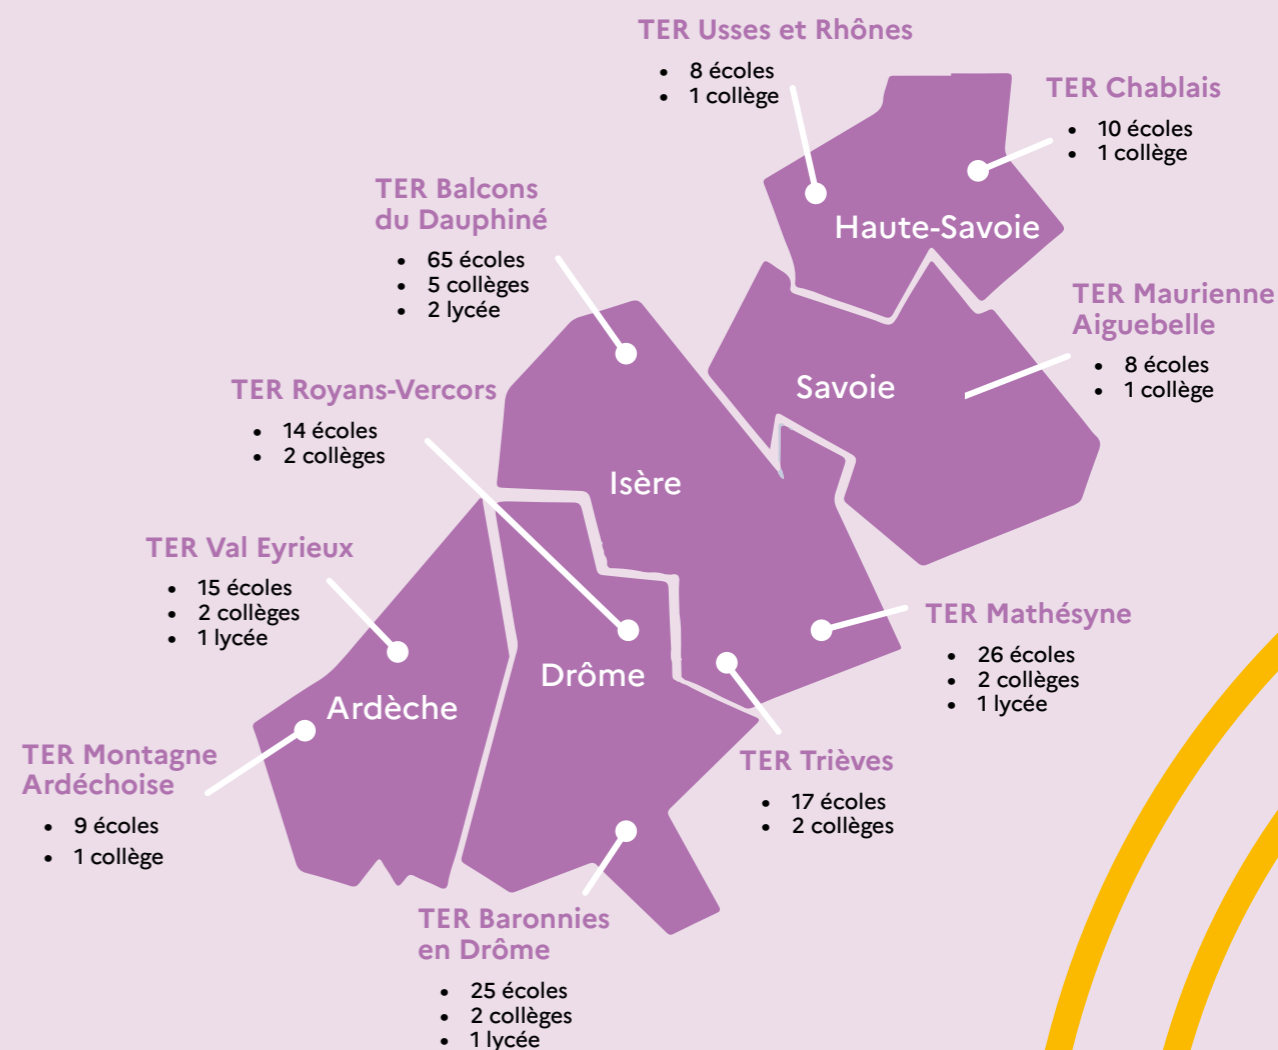 TER Usses et Rhônes
• 8 écoles
• 1 collège
TER Chablais
• 10 écoles
• 1 collège
Haute-Savoie
TER Balcons
du Dauphiné
• 65 écoles
• 5 collèges
• 2 lycée
TER Maurienne
Aiguebelle
• 8 écoles
• 1 collège
Savoie
TER Royans-Vercors
• 14 écoles
• 2 collèges
Isère
TER Val Eyrieux
• 15 écoles
• 2 collèges
• 1 lycée
TER Mathésyne
• 26 écoles
• 2 collèges
• 1 lycée
Drôme
Ardèche
TER Montagne
Ardéchoise
• 9 écoles
• 1 collège
TER Trièves
• 17 écoles
• 2 collèges
TER Baronnies
en Drôme
• 25 écoles
• 2 collèges
• 1 lycée